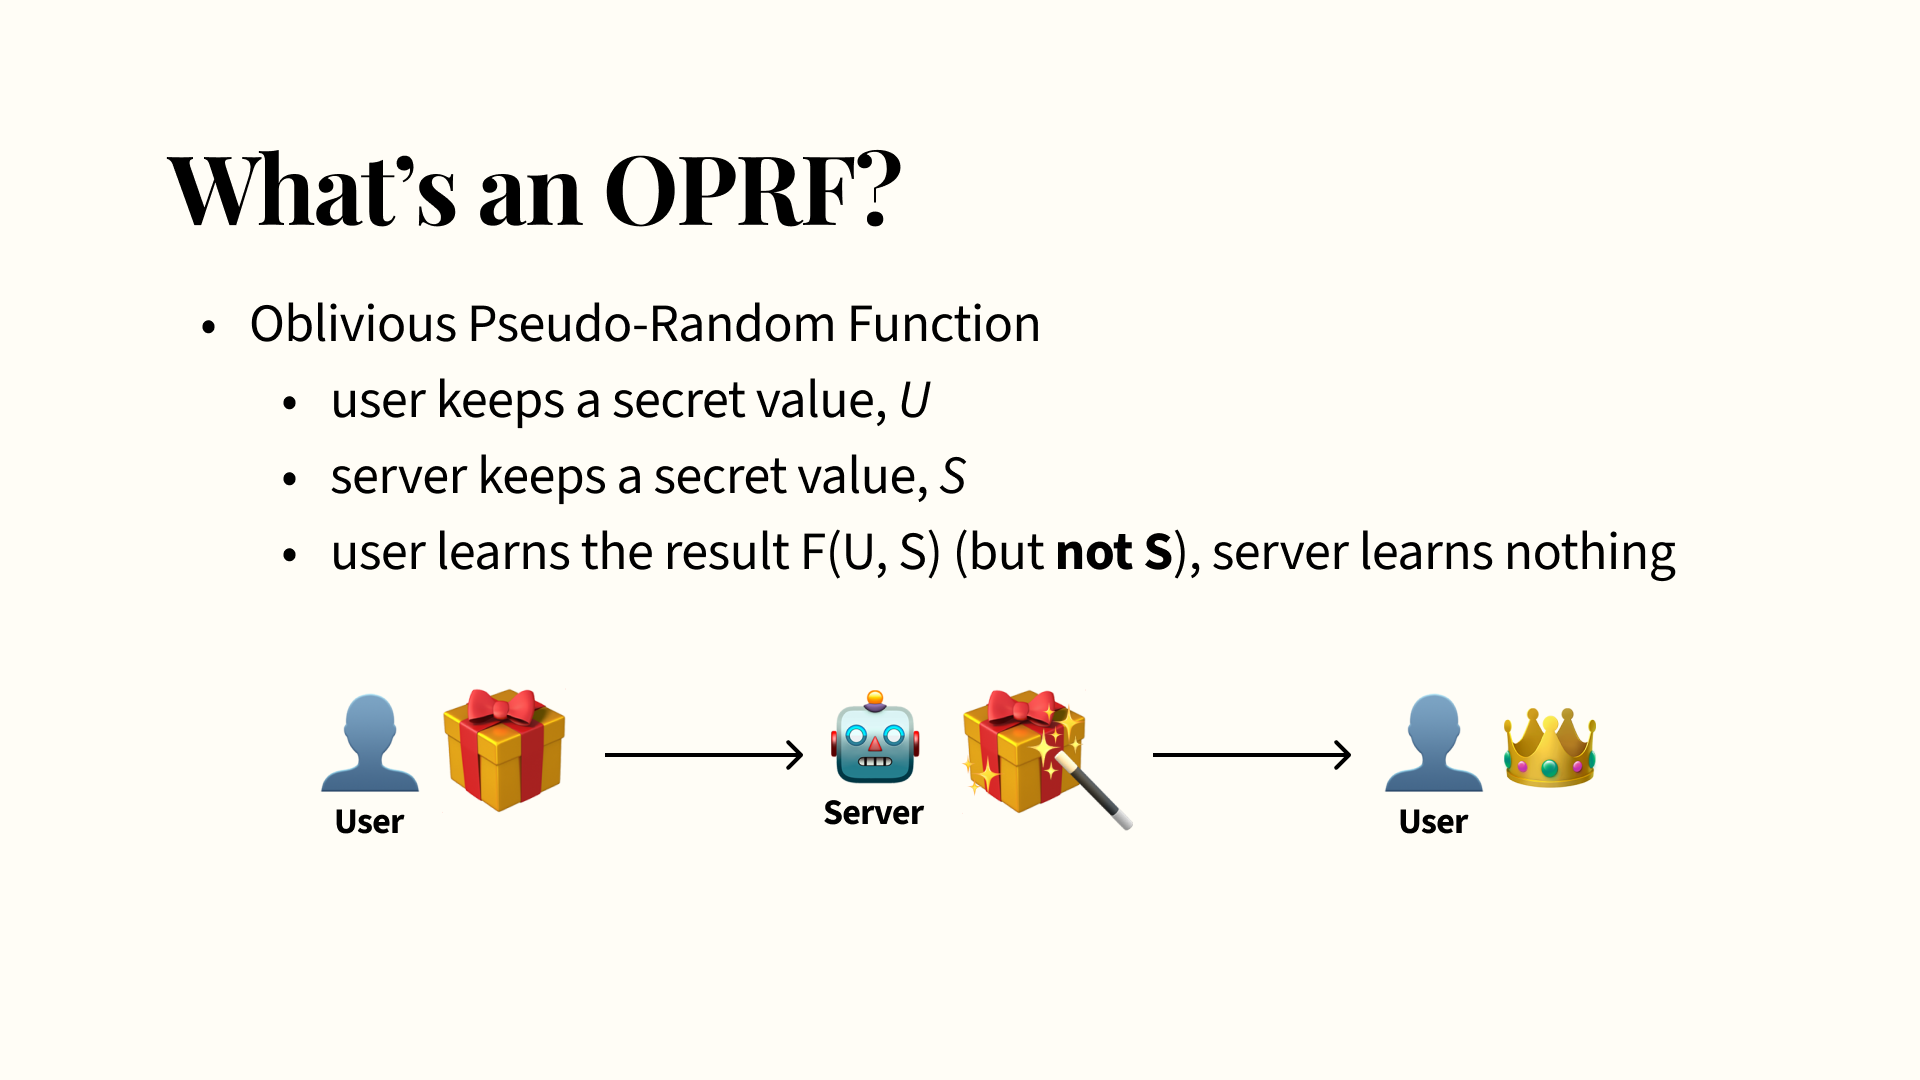 What’s an OPRF?
• Oblivious Pseudo-Random Function
• user keeps a secret value, U
• server keeps a secret value, S
• user learns the result F(U, S) (but not S), server learns nothing
User
Server
User